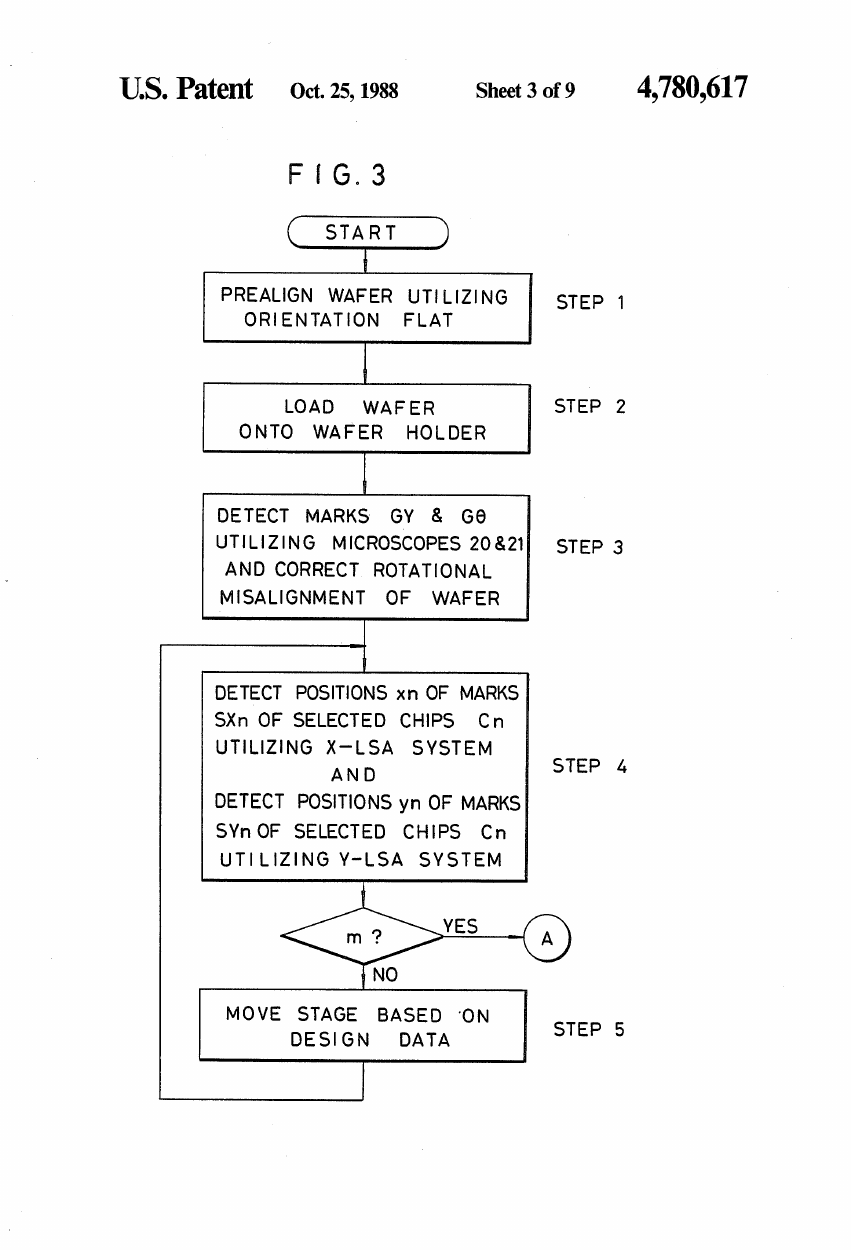 U.S. Patent Oct. 25, 1988 Sheet 3 of 9 4,780,617
FIG. 3
START
PREALIGN WAFER UTILIZING
ORIENTATION FLAT
STEP 1
LOAD WAFER
ONTO WAFER HOLDER
STEP 2
DETECT MARKS GY & Gθ
UTILIZING MICROSCOPES 20&21
AND CORRECT ROTATIONAL
MISALIGNMENT OF WAFER
STEP 3
DETECT POSITIONS xn OF MARKS
SXn OF SELECTED CHIPS Cn
UTILIZING X-LSA SYSTEM
AND
DETECT POSITIONS yn OF MARKS
SYn OF SELECTED CHIPS Cn
UTILIZING Y-LSA SYSTEM
STEP 4
m ?
YES
A
NO
MOVE STAGE BASED ON
DESIGN DATA
STEP 5